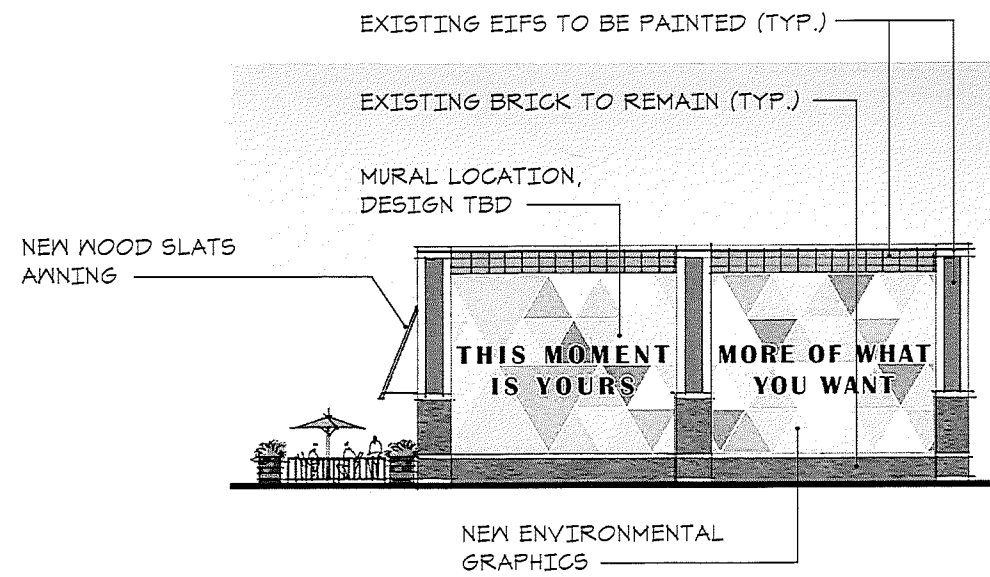 EXISTING EIFS TO BE PAINTED (TYP.)
EXISTING BRICK TO REMAIN (TYP.)
MURAL LOCATION,
DESIGN TBD
NEW WOOD SLATS
AWNING
THIS MOMENT
IS YOURS
MORE OF WHAT
YOU WANT
NEW ENVIRONMENTAL
GRAPHICS